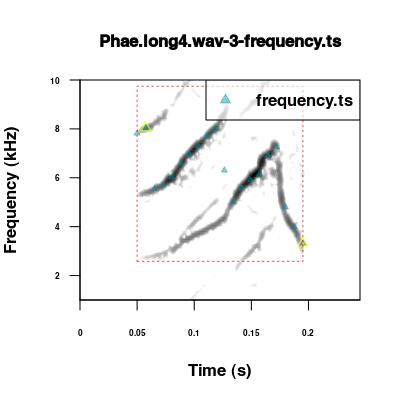 Phae.long4.wav-3-frequency.ts
frequency.ts
Frequency (kHz)
10
8
6
4
2
0 0.05 0.1 0.15 0.2
Time (s)